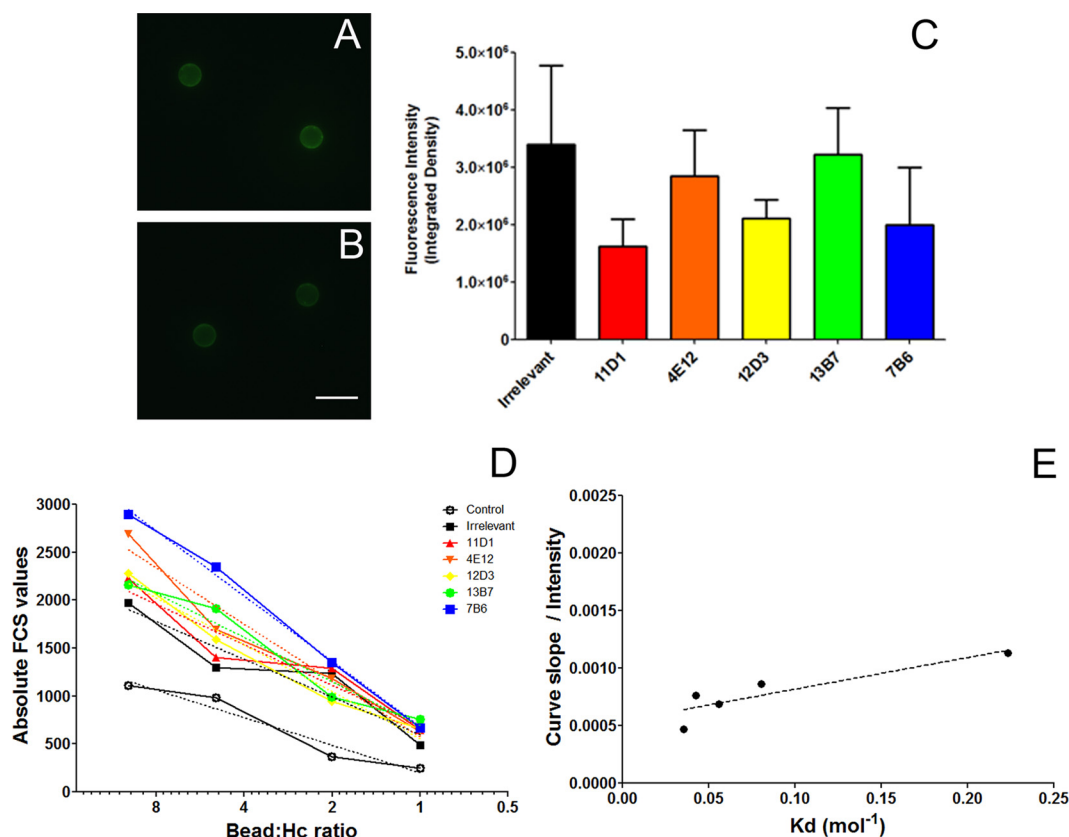 A
B
C
Fluorescence Intensity
(Integrated Density)
5.0×10⁶
4.0×10⁶
3.0×10⁶
2.0×10⁶
1.0×10⁶
0
Irrelevant
11D1
4E12
12D3
13B7
7B6
D
Absolute FCS values
3000
2500
2000
1500
1000
500
0
8
4
2
1
0.5
Bead:Hc ratio
Control
Irrelevant
11D1
4E12
12D3
13B7
7B6
E
Curve slope / Intensity
0.0025
0.0020
0.0015
0.0010
0.0005
0.0000
0.00
0.05
0.10
0.15
0.20
0.25
Kd (mol⁻¹)